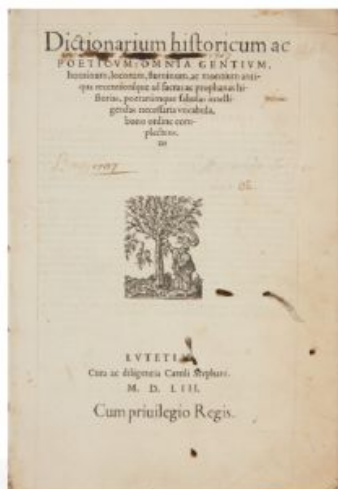 Dictionarium historicum ac
POETICVM: OMNIA GENTIVM,
hominum, locorum, fluminum, ac montium anti-
qua recentioraque ad sacras ac prophanas hi-
storias, poetarumque fabulas intelli-
gendas necessaria vocabula,
bono ordine com-
plectens.
LVTETI
Cura ac diligentia Caroli Stephani.
M. D. LIII.
Cum priuilegio Regis.